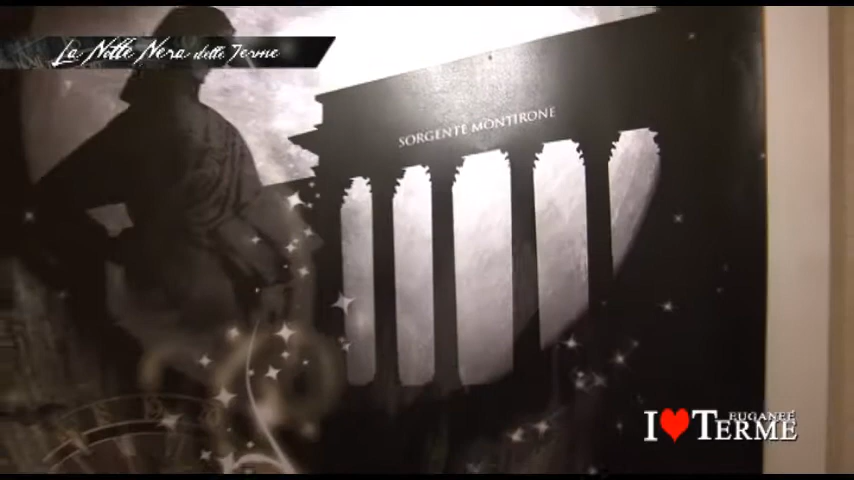 La Notte Nera delle Terme
SORGENTE MONTIRONE
I ♥ TERME
EUGANEE